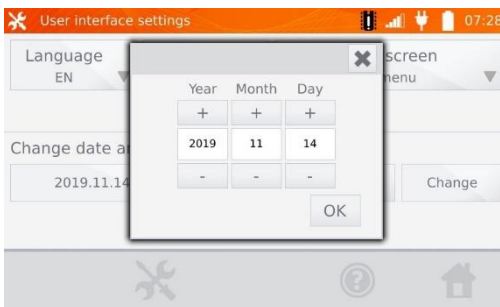 User interface settings 07:28
Language screen
EN menu
Year Month Day
+ + +
2019 11 14
- - -
Change date a
2019.11.14 Change
OK